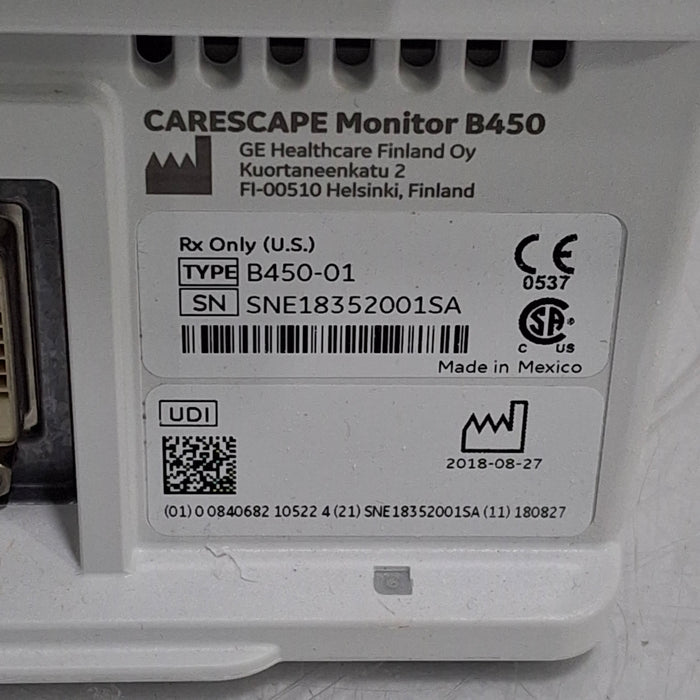 CARESCAPE Monitor B450
GE Healthcare Finland Oy
Kuortaneenkatu 2
FI-00510 Helsinki, Finland
Rx Only (U.S.)
TYPE B450-01
SN SNE18352001SA
CE
0537
SA
C US
Made in Mexico
UDI
2018-08-27
(01) 0 0840682 10522 4 (21) SNE18352001SA (11) 180827